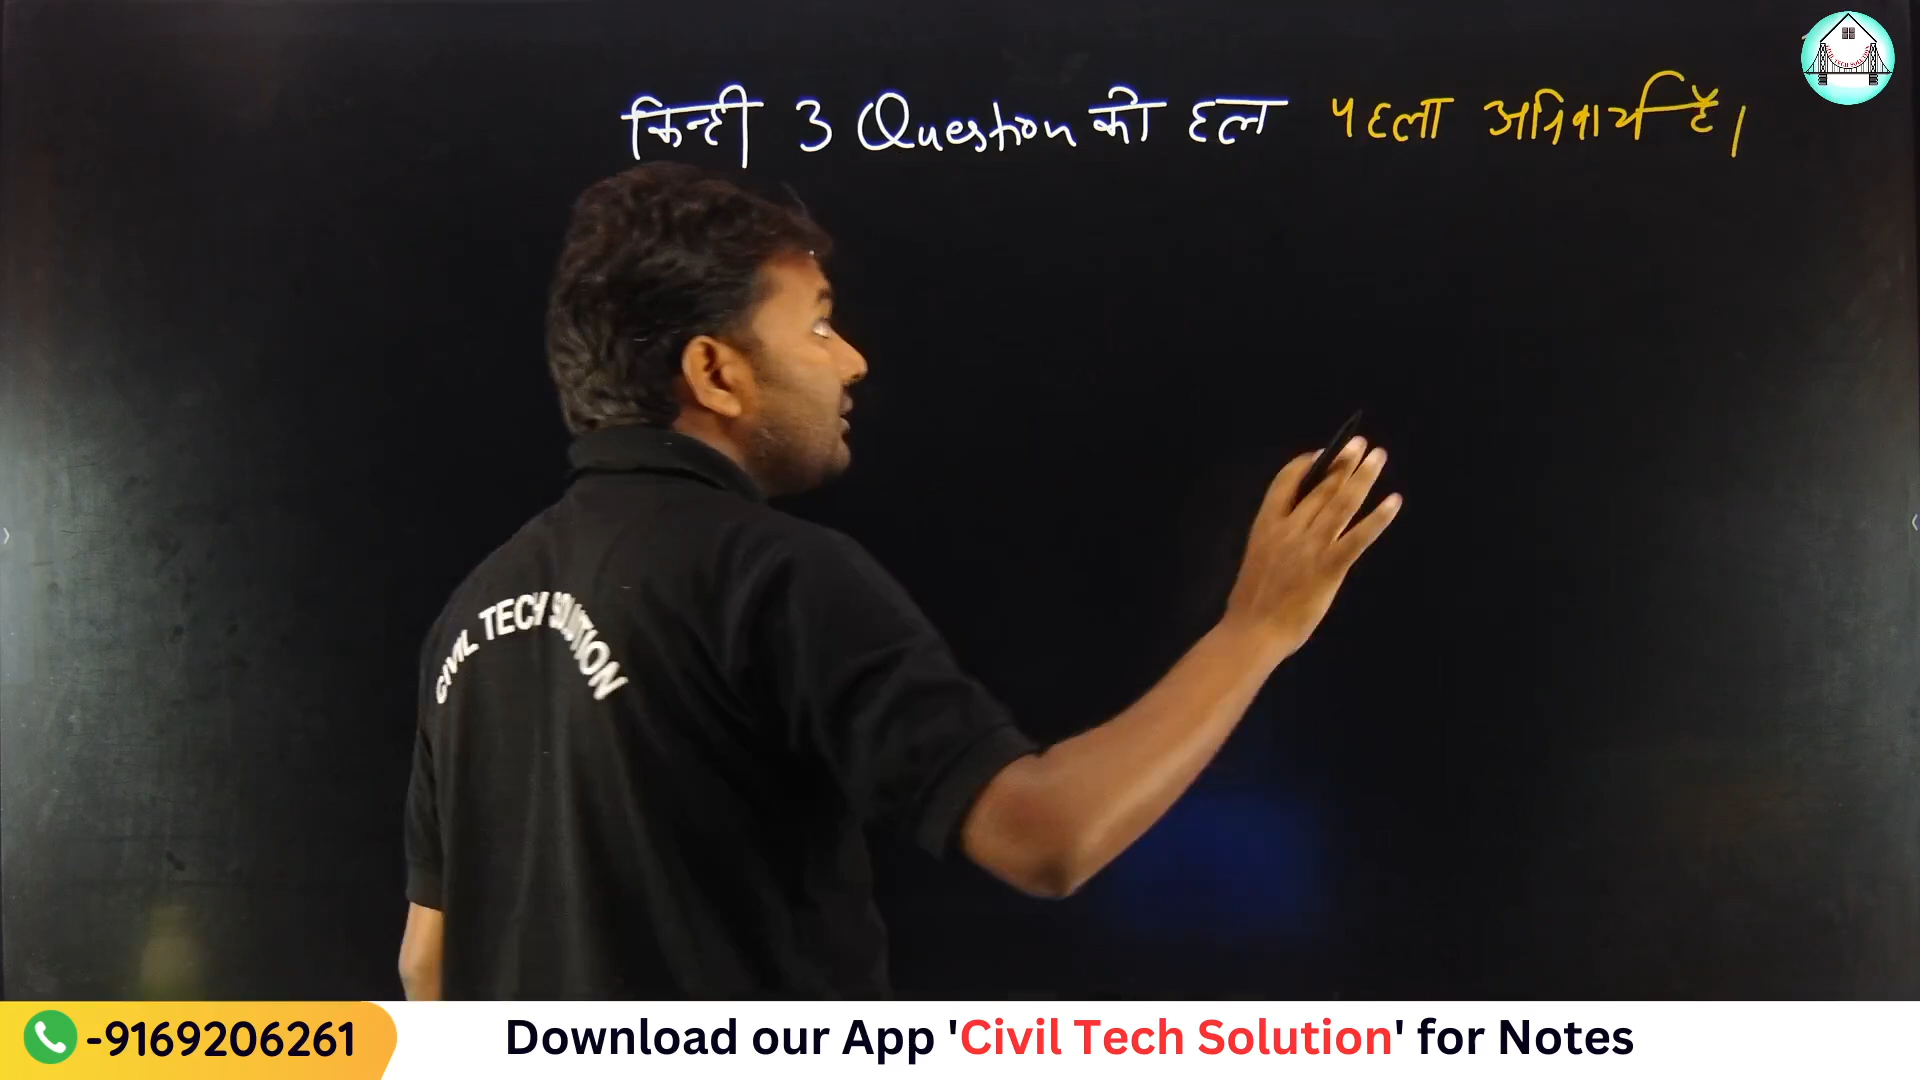 किन्ही 3 Question को हल पहला अनिवार्य है।
CIVIL TECH SOLUTION
-9169206261
Download our App 'Civil Tech Solution' for Notes